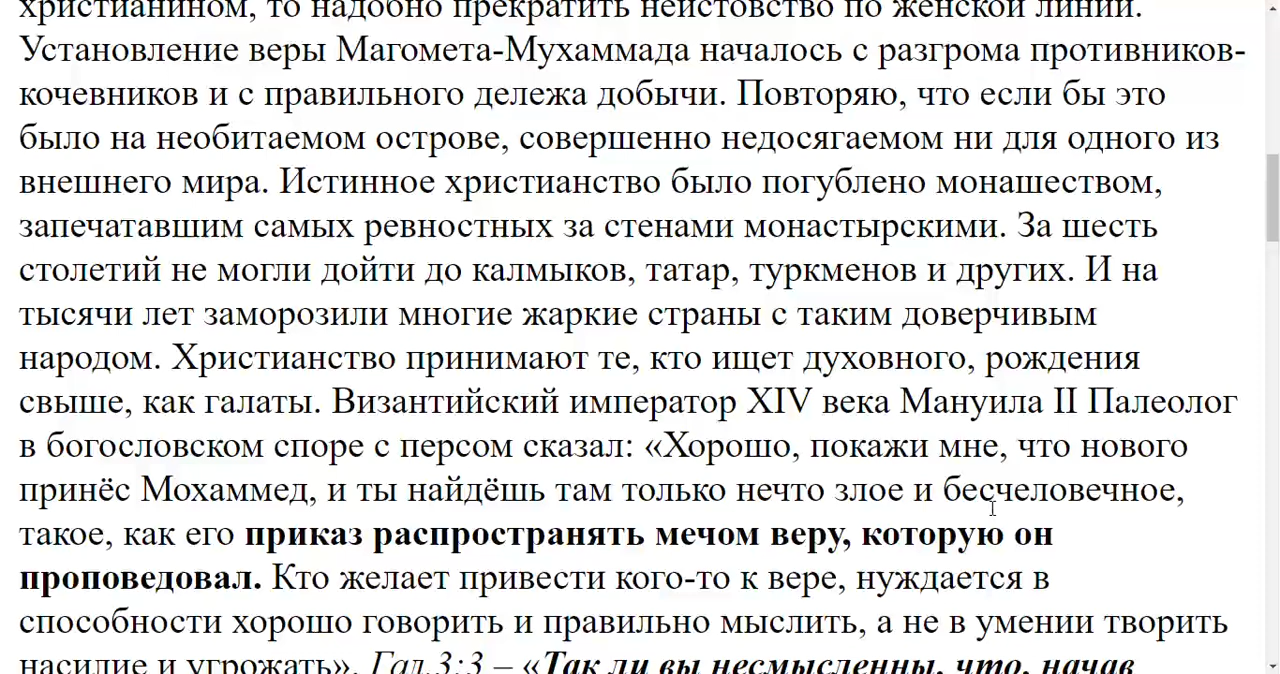 христианином, то надобно прекратить неистовство по женской линии.
Установление веры Магомета-Мухаммада началось с разгрома противников-
кочевников и с правильного дележа добычи. Повторяю, что если бы это
было на необитаемом острове, совершенно недосягаемом ни для одного из
внешнего мира. Истинное христианство было погублено монашеством,
запечатавшим самых ревностных за стенами монастырскими. За шесть
столетий не могли дойти до калмыков, татар, туркменов и других. И на
тысячи лет заморозили многие жаркие страны с таким доверчивым
народом. Христианство принимают те, кто ищет духовного, рождения
свыше, как галаты. Византийский император XIV века Мануила II Палеолог
в богословском споре с персом сказал: «Хорошо, покажи мне, что нового
принёс Мохаммед, и ты найдёшь там только нечто злое и бесчеловечное,
такое, как его приказ распространять мечом веру, которую он
проповедовал. Кто желает привести кого-то к вере, нуждается в
способности хорошо говорить и правильно мыслить, а не в умении творить
насилие и угрожать». Гал.3:3 – «Так ли вы несмысленны, что, начав